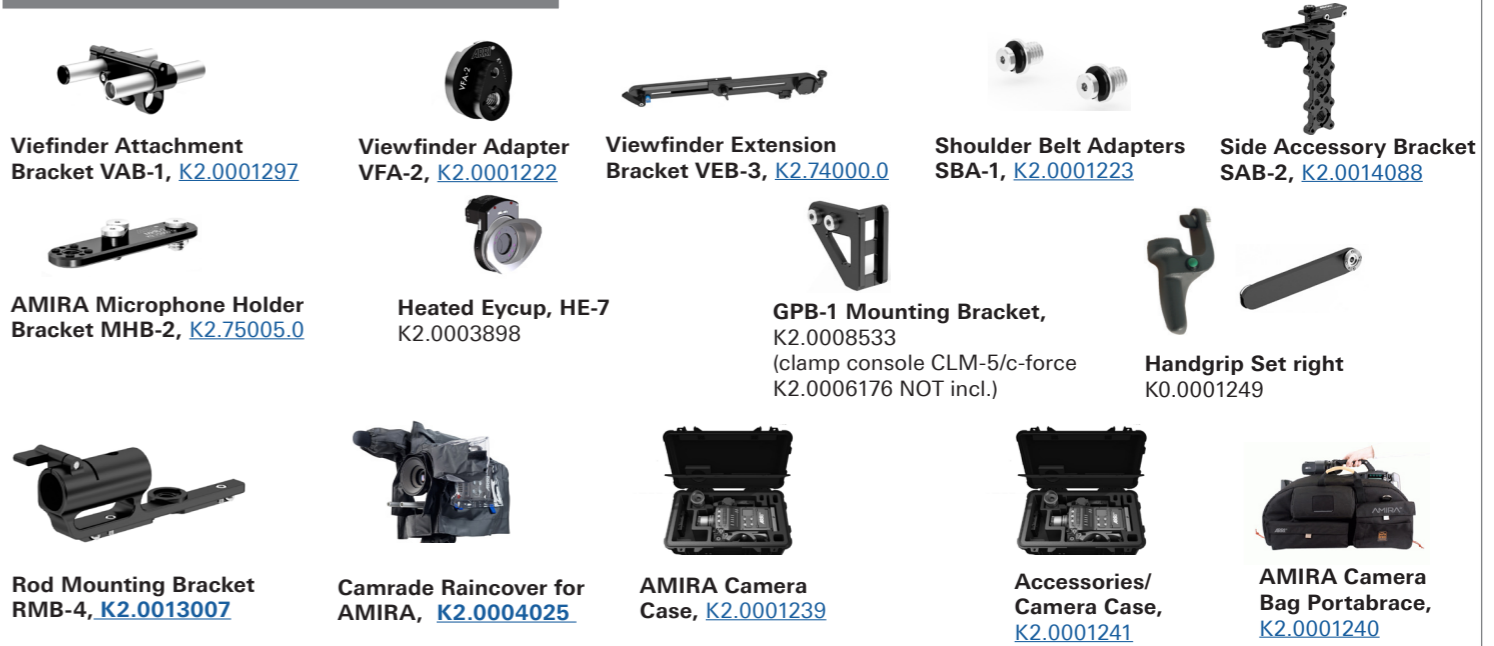 Viefinder Attachment
Bracket VAB-1, K2.0001297
VFA-2
Viewfinder Adapter
VFA-2, K2.0001222
Viewfinder Extension
Bracket VEB-3, K2.74000.0
Shoulder Belt Adapters
SBA-1, K2.0001223
Side Accessory Bracket
SAB-2, K2.0014088
AMIRA Microphone Holder
Bracket MHB-2, K2.75005.0
Heated Eycup, HE-7
K2.0003898
GPB-1 Mounting Bracket,
K2.0008533
(clamp console CLM-5/c-force
K2.0006176 NOT incl.)
Handgrip Set right
K0.0001249
Rod Mounting Bracket
RMB-4, K2.0013007
Camrade Raincover for
AMIRA, K2.0004025
AMIRA Camera
Case, K2.0001239
Accessories/
Camera Case,
K2.0001241
AMIRA
AMIRA Camera
Bag Portabrace,
K2.0001240